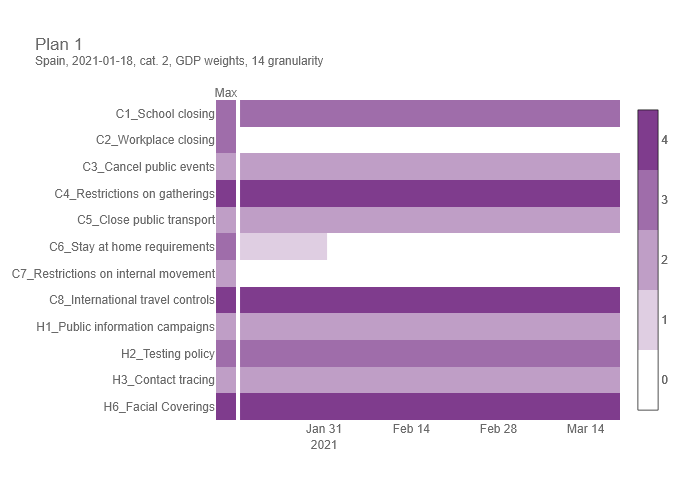 Plan 1
Spain, 2021-01-18, cat. 2, GDP weights, 14 granularity
Max
C1_School closing
C2_Workplace closing
C3_Cancel public events
C4_Restrictions on gatherings
C5_Close public transport
C6_Stay at home requirements
C7_Restrictions on internal movement
C8_International travel controls
H1_Public information campaigns
H2_Testing policy
H3_Contact tracing
H6_Facial Coverings
4
3
2
1
0
Jan 31 Feb 14 Feb 28 Mar 14
2021